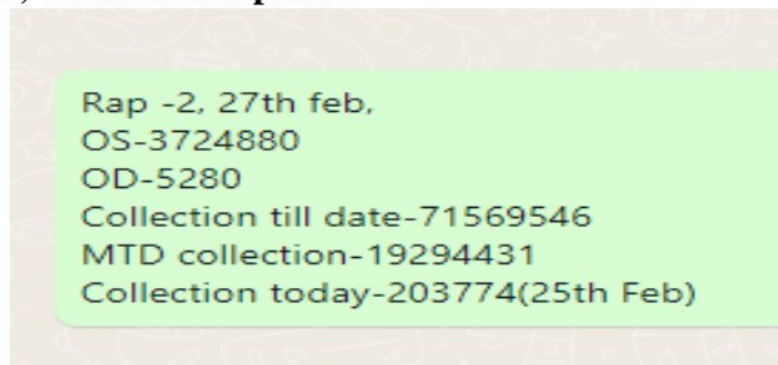 Rap -2, 27th feb,
OS-3724880
OD-5280
Collection till date-71569546
MTD collection-19294431
Collection today-203774(25th Feb)